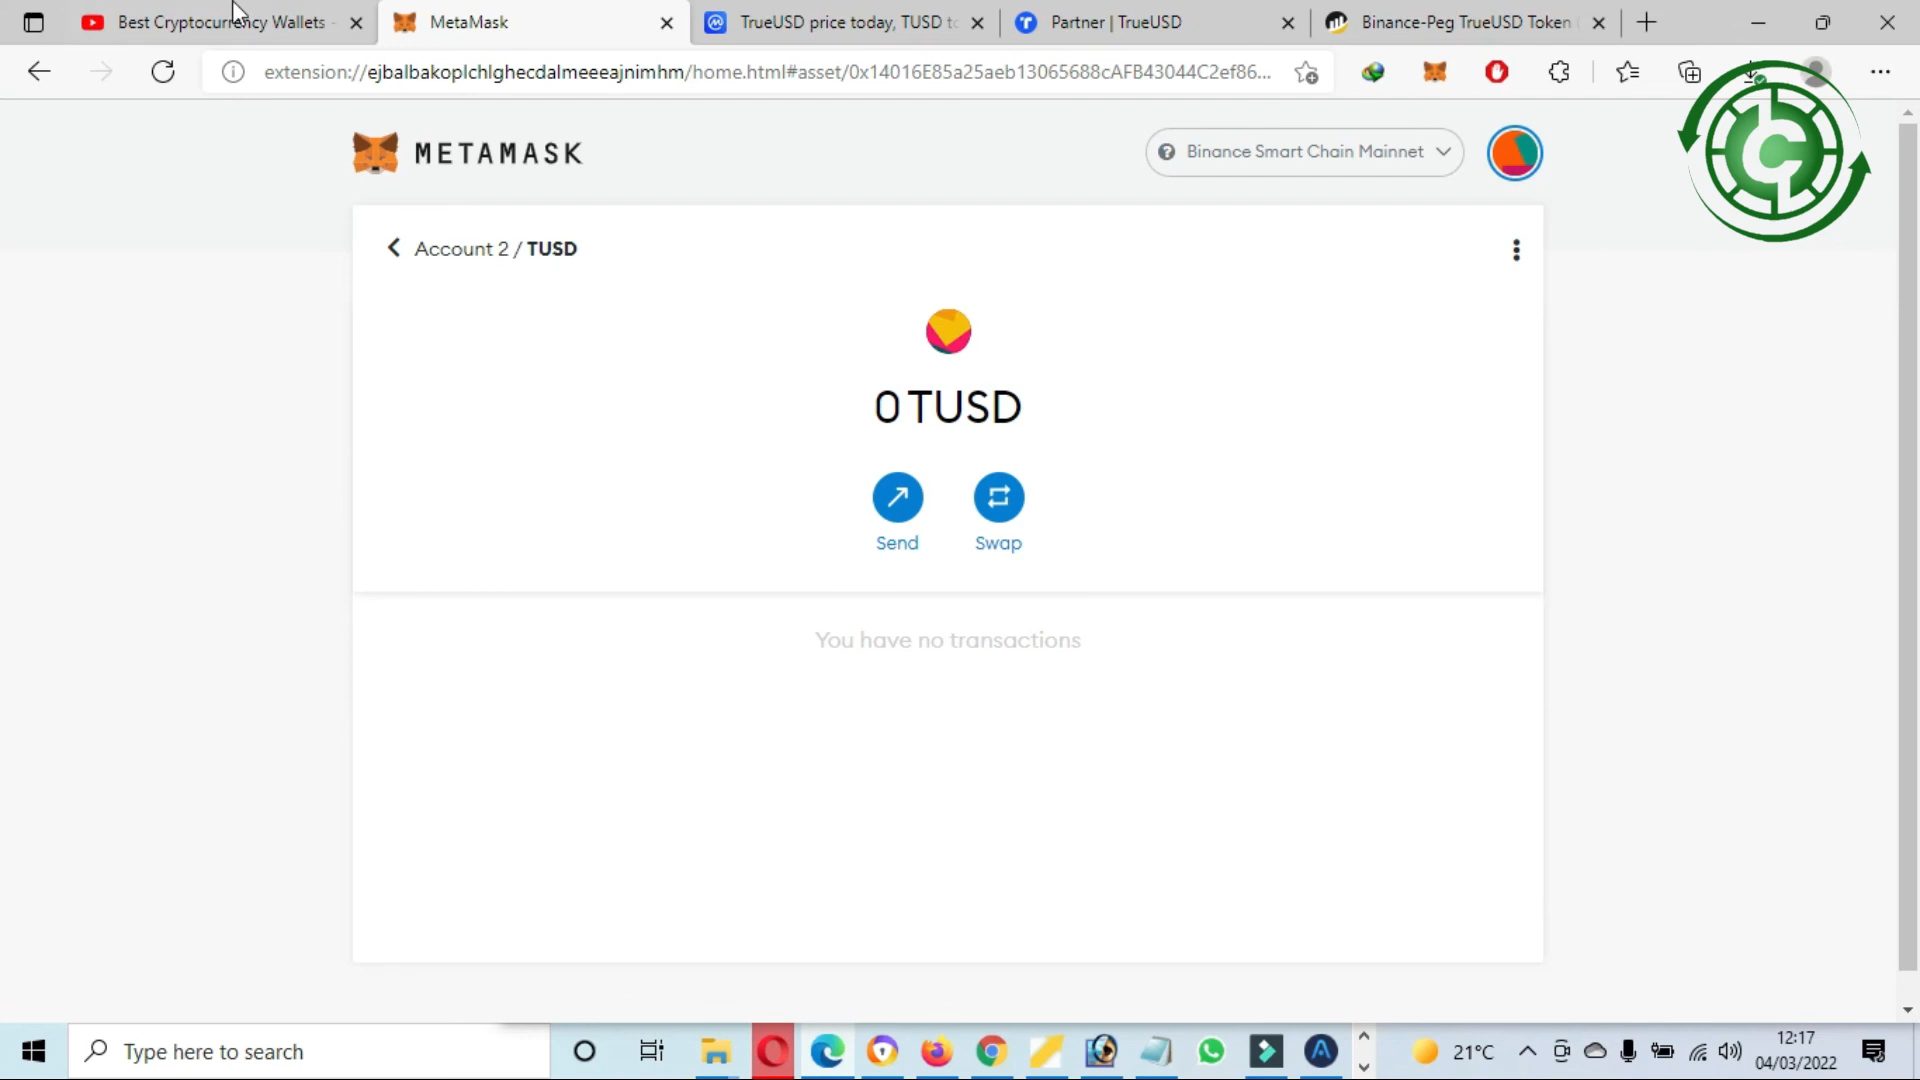 Best Cryptocurrency Wallets -
MetaMask
TrueUSD price today, TUSD to
Partner | TrueUSD
Binance-Peg TrueUSD Token
extension://ejbalbakoplchlghecdalmeeeajnimhm/home.html#asset/0x14016E85a25aeb13065688cAFB43044C2ef86...
METAMASK
Binance Smart Chain Mainnet
Account 2 / TUSD
0 TUSD
Send
Swap
You have no transactions
Type here to search
21°C
12:17
04/03/2022